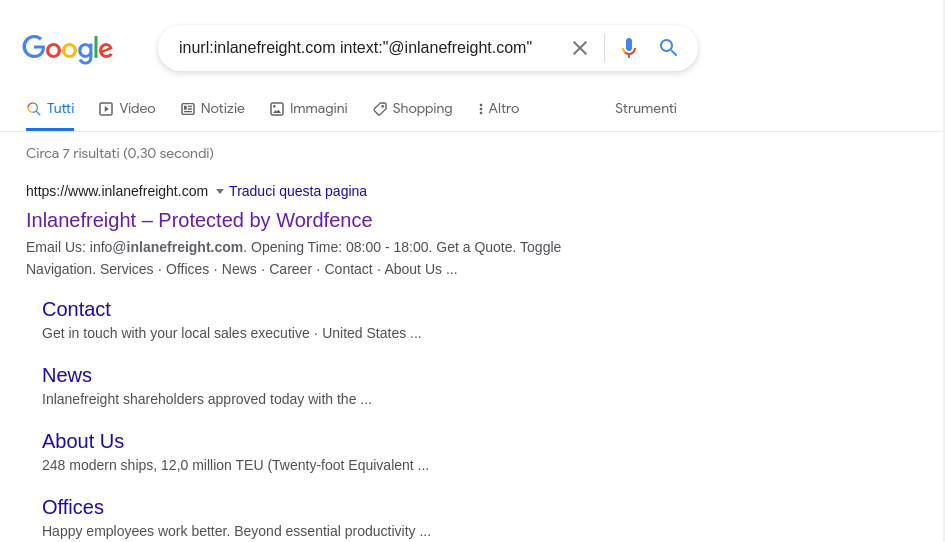 Google
inurl:inlanefreight.com intext:"@inlanefreight.com"
Tutti Video Notizie Immagini Shopping Altro Strumenti
Circa 7 risultati (0,30 secondi)
https://www.inlanefreight.com Traduci questa pagina
Inlanefreight – Protected by Wordfence
Email Us: info@inlanefreight.com. Opening Time: 08:00 - 18:00. Get a Quote. Toggle
Navigation. Services · Offices · News · Career · Contact · About Us ...
Contact
Get in touch with your local sales executive · United States ...
News
Inlanefreight shareholders approved today with the ...
About Us
248 modern ships, 12,0 million TEU (Twenty-foot Equivalent ...
Offices
Happy employees work better. Beyond essential productivity ...